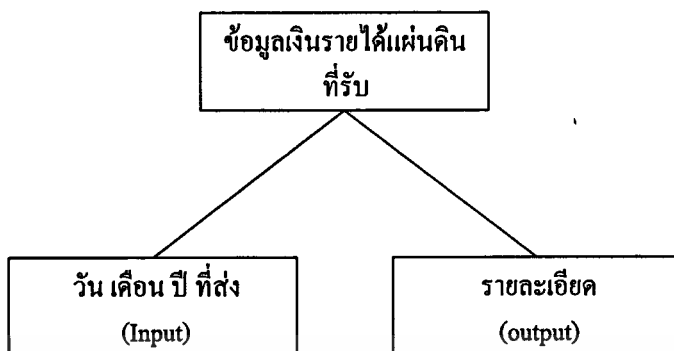 ข้อมูลเงินรายได้แผ่นดิน
ที่รับ
วัน เดือน ปี ที่ส่ง
(Input)
รายละเอียด
(output)